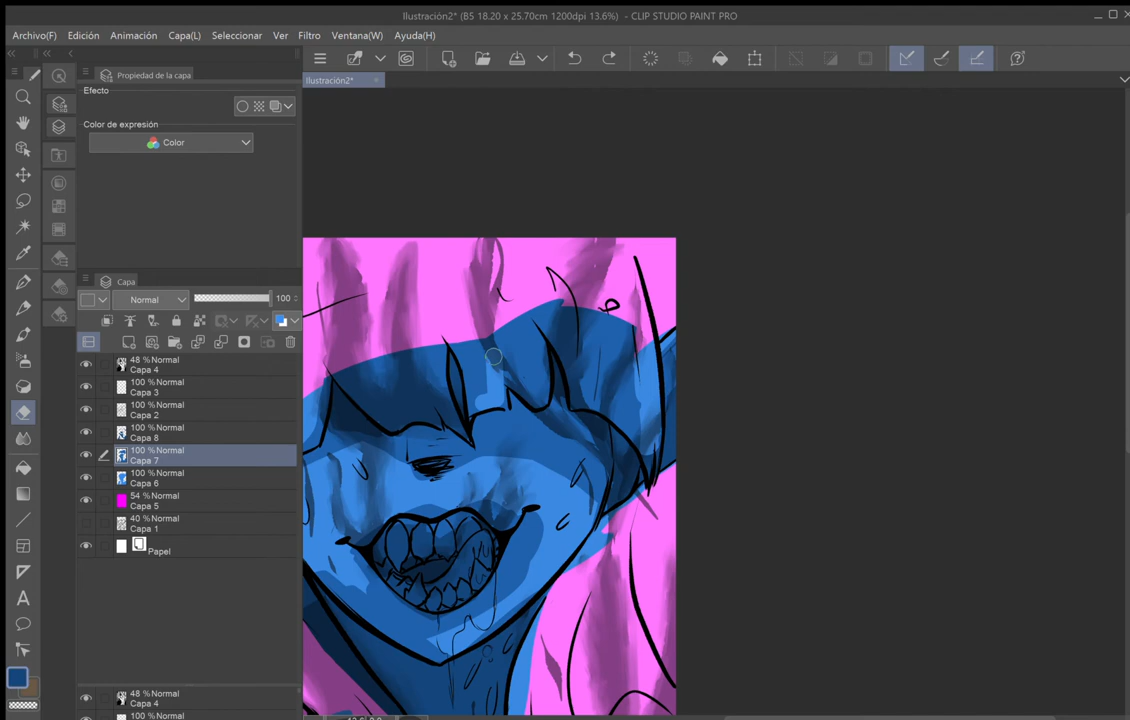 Ilustración2* (B5 18.20 x 25.70cm 1200dpi 13.6%) - CLIP STUDIO PAINT PRO
Archivo(F) Edición Animación Capa(L) Seleccionar Ver Filtro Ventana(W) Ayuda(H)
Propiedad de la capa
Ilustración2*
Efecto
Color de expresión
Color
Capa
Normal 100
48 %Normal
Capa 4
100 %Normal
Capa 3
100 %Normal
Capa 2
100 %Normal
Capa 8
100 %Normal
Capa 7
100 %Normal
Capa 6
54 %Normal
Capa 5
40 %Normal
Capa 1
Papel
48 %Normal
Capa 4
100 %Normal